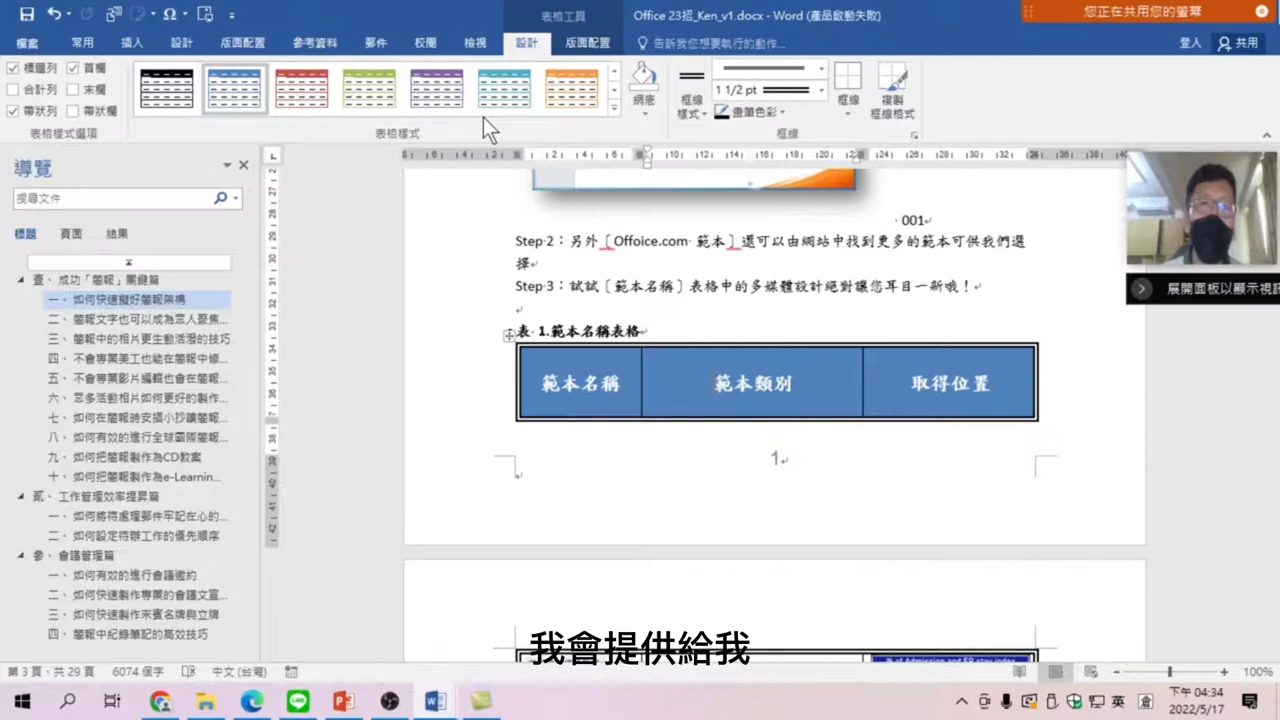 表格工具
Office 23招_Ken_v1.docx - Word (產品啟動失敗)
您正在共用您的螢幕
檔案 常用 插入 設計 版面配置 參考資料 郵件 校閱 檢視 設計 版面配置 告訴我您想要執行的動作... 登入 共用
標題列 首欄
合計列 末欄
帶狀列 帶狀欄
網底 框線樣式 1 1/2 pt 畫筆色彩 框線 複製框線格式
表格樣式選項 表格樣式 框線
導覽
搜尋文件
標題 頁面 結果
壹、成功「簡報」關鍵篇
一、 如何快速擬好簡報架構
二、 簡報文字也可以成為眾人聚焦...
三、 簡報中的相片更生動活潑的技巧
四、 不會專業美工也能在簡報中修...
五、 不會專業影片編輯也會在簡報...
六、 眾多活動相片如何更好的製作...
七、 如何在簡報時安插小抄讓簡報...
八、 如何有效的進行全球國際簡報...
九、 如何把簡報製作為CD教案
十、 如何把簡報製作為e-Learnin...
貳、工作管理效率提昇篇
一、 如何將待處理郵件牢記在心的...
二、 如何設定待辦工作的優先順序
參、會議管理篇
一、 如何有效的進行會議邀約
二、 如何快速製作專業的會議文宣...
三、 如何快速製作來賓名牌與立牌
四、 簡報中紀錄筆記的高效技巧
001
Step 2：另外〔Offoice.com 範本〕還可以由網站中找到更多的範本可供我們選
擇
Step 3：試試〔範本名稱〕表格中的多媒體設計絕對讓您耳目一新哦！
表 1.範本名稱表格
範本名稱 範本類別 取得位置
1
展開面板以顯示視訊
我會提供給我
% of Admission and ER stay index
第 3 頁，共 29 頁 6074 個字 中文 (台灣) 100%
英 下午 04:34
2022/5/17